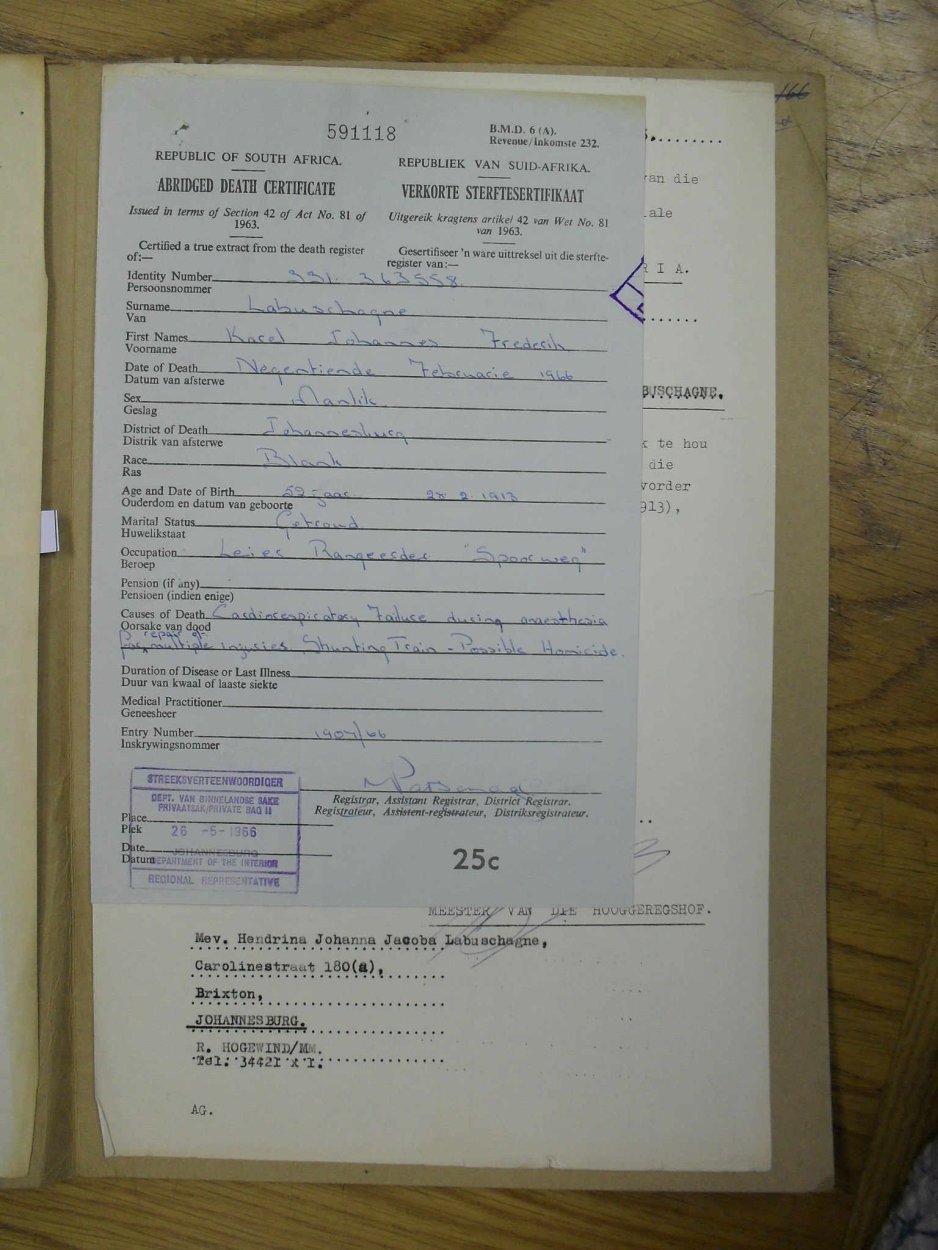 166
591118
B.M.D. 6 (A).
Revenue/Inkomste 232.
REPUBLIC OF SOUTH AFRICA.
REPUBLIEK VAN SUID-AFRIKA.
ABRIDGED DEATH CERTIFICATE
VERKORTE STERFTESERTIFIKAAT
Issued in terms of Section 42 of Act No. 81 of
1963.
Uitgereik kragtens artikel 42 van Wet No. 81
van 1963.
Certified a true extract from the death register
of:—
Gesertifiseer 'n ware uittreksel uit die sterfte-
register van:—
Identity Number 331. 363558.
Persoonsnommer
Surname Labuschagne
Van
First Names Karel Johannes Frederik
Voorname
Date of Death Negentiende Februarie 1966
Datum van afsterwe
Sex Manlik
Geslag
District of Death Johannesburg
Distrik van afsterwe
Race Blank
Ras
Age and Date of Birth 52 jaar 28 2 1913
Ouderdom en datum van geboorte
Marital Status Getroud
Huwelikstaat
Occupation Leier Rangeerder "Spoorweg"
Beroep
Pension (if any)
Pensioen (indien enige)
Causes of Death Cardiorespiratory Failure during anaesthesia
Oorsake van dood
repair of
for multiple injuries Shunting Train - Possible Homicide.
Duration of Disease or Last Illness
Duur van kwaal of laaste siekte
Medical Practitioner
Geneesheer
Entry Number 1907/66
Inskrywingsnommer
Registrar, Assistant Registrar, District Registrar.
Registrateur, Assistent-registrateur, Distriksregistrateur.
Place
Plek
Date
Datum
STREEKSVERTEENWOORDIGER
DEPT. VAN BINNELANDSE SAKE
PRIVAATSAK/PRIVATE BAG 11
26 -5-1966
JOHANNESBURG
DEPARTMENT OF THE INTERIOR
REGIONAL REPRESENTATIVE
25c
van die
ale
R I A.
BUSCHAGNE.
k te hou
die
vorder
913),
MEESTER VAN DIE HOOGGEREGSHOF.
Mev. Hendrina Johanna Jacoba Labuschagne,
Carolinestraat 180(a),
Brixton,
JOHANNESBURG.
R. HOGEWIND/MM.
Tel: 34421 x 1.
AG.